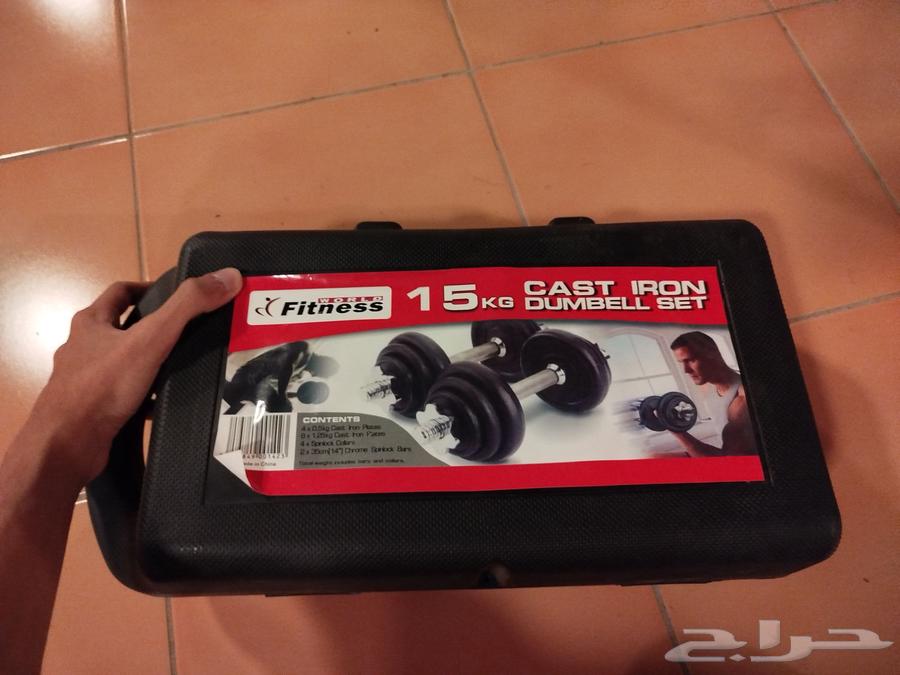 WORLD
Fitness
15KG
CAST IRON
DUMBELL SET
CONTENTS
4 x 0.5kg Cast Iron Plates
8 x 1.25kg Cast Iron Plates
4 x Spinlock Collars
2 x 35cm(14") Chrome Spinlock Bars
Total weight includes bars and collars.
in China
حراج